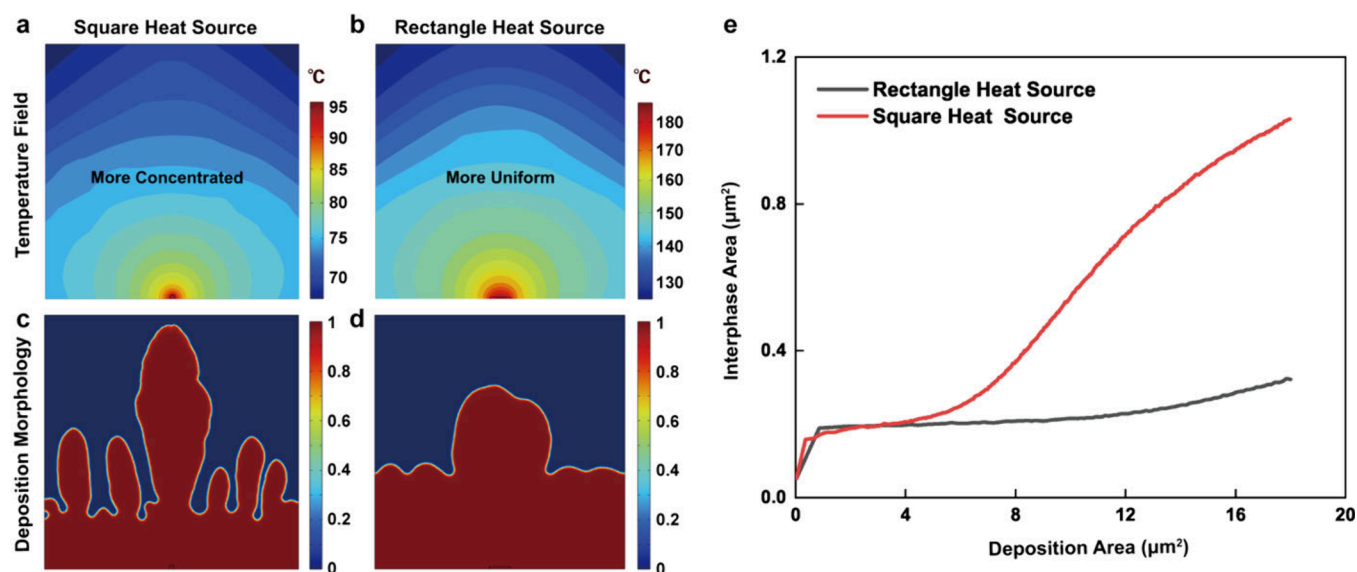 a
Square Heat Source
b
Rectangle Heat Source
e
Temperature Field
More Concentrated
°C
95
90
85
80
75
70
More Uniform
°C
180
170
160
150
140
130
Deposition Morphology
c
1
0.8
0.6
0.4
0.2
0
d
1
0.8
0.6
0.4
0.2
0
Rectangle Heat Source
Square Heat Source
Interphase Area (µm²)
1.2
0.8
0.4
0.0
0
4
8
12
16
20
Deposition Area (µm²)